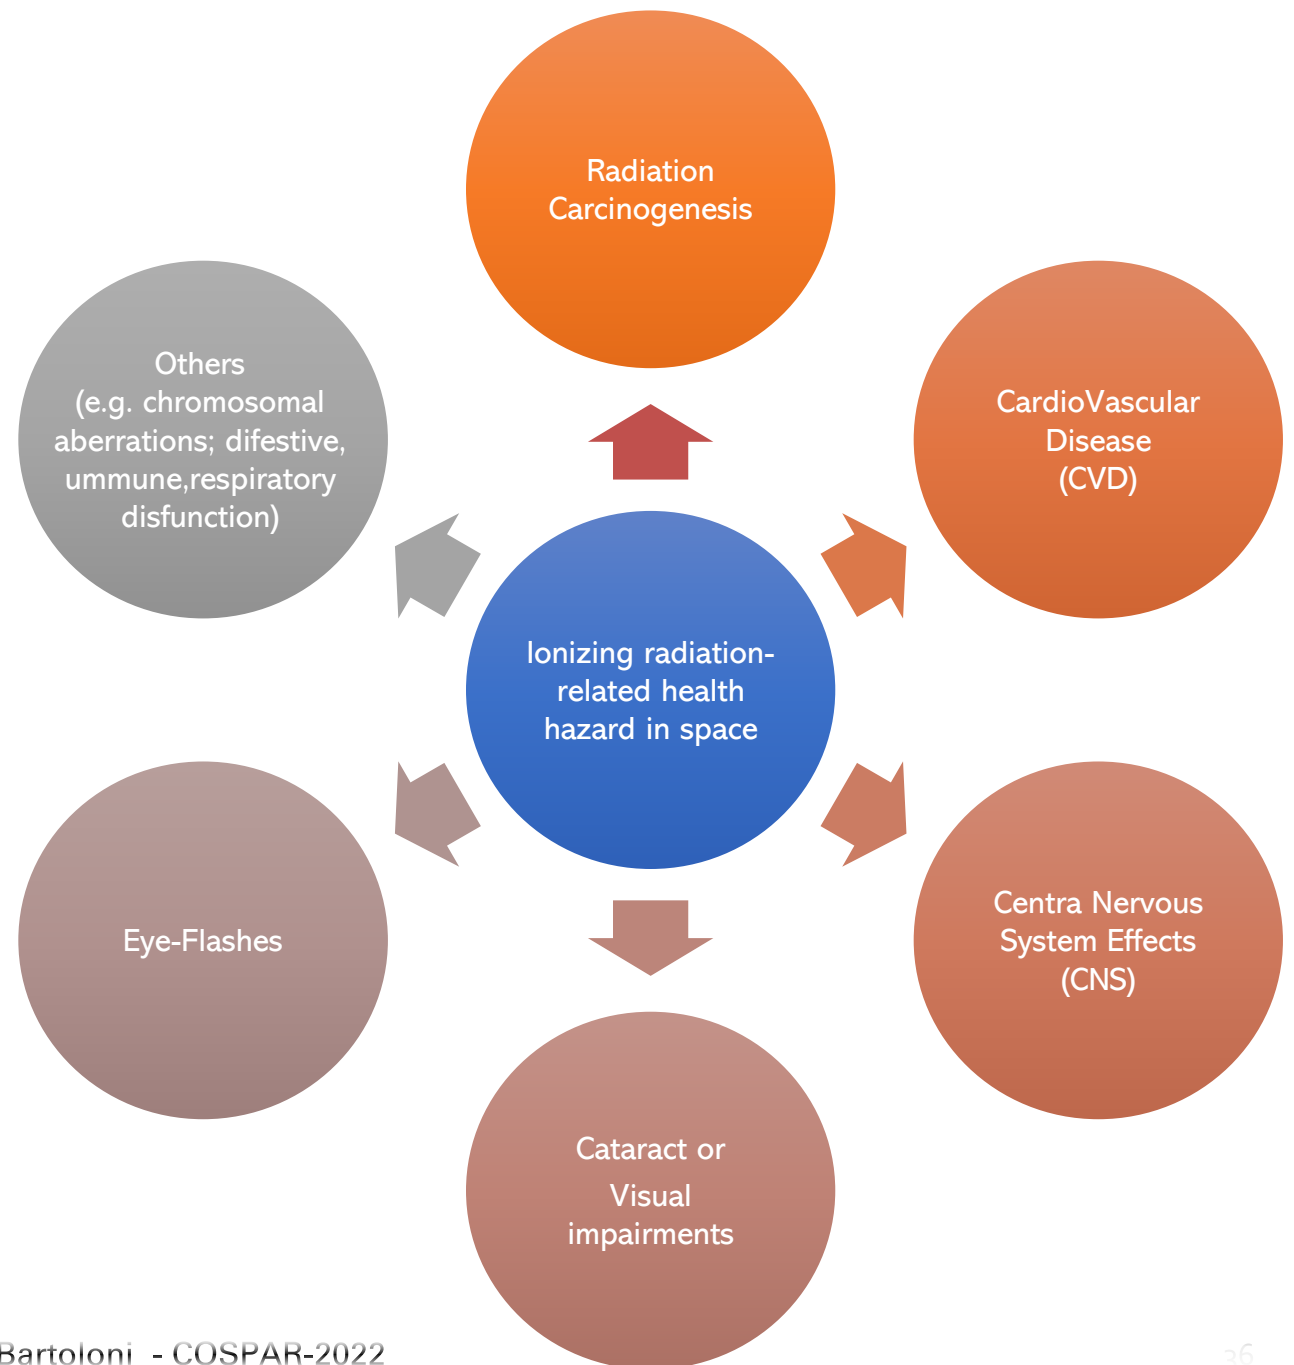 Radiation
Carcinogenesis
CardioVascular
Disease
(CVD)
Centra Nervous
System Effects
(CNS)
Cataract or
Visual
impairments
Eye-Flashes
Others
(e.g. chromosomal
aberrations; difestive,
ummune,respiratory
disfunction)
Ionizing radiation-
related health
hazard in space
Bartoloni - COSPAR-2022
36